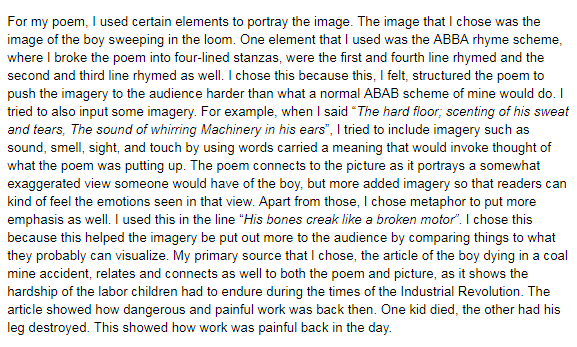 For my poem, I used certain elements to portray the image. The image that I chose was the
image of the boy sweeping in the loom. One element that I used was the ABBA rhyme scheme,
where I broke the poem into four-lined stanzas, were the first and fourth line rhymed and the
second and third line rhymed as well. I chose this because this, I felt, structured the poem to
push the imagery to the audience harder than what a normal ABAB scheme of mine would do. I
tried to also input some imagery. For example, when I said “The hard floor; scenting of his sweat
and tears, The sound of whirring Machinery in his ears”, I tried to include imagery such as
sound, smell, sight, and touch by using words carried a meaning that would invoke thought of
what the poem was putting up. The poem connects to the picture as it portrays a somewhat
exaggerated view someone would have of the boy, but more added imagery so that readers can
kind of feel the emotions seen in that view. Apart from those, I chose metaphor to put more
emphasis as well. I used this in the line “His bones creak like a broken motor”. I chose this
because this helped the imagery be put out more to the audience by comparing things to what
they probably can visualize. My primary source that I chose, the article of the boy dying in a coal
mine accident, relates and connects as well to both the poem and picture, as it shows the
hardship of the labor children had to endure during the times of the Industrial Revolution. The
article showed how dangerous and painful work was back then. One kid died, the other had his
leg destroyed. This showed how work was painful back in the day.